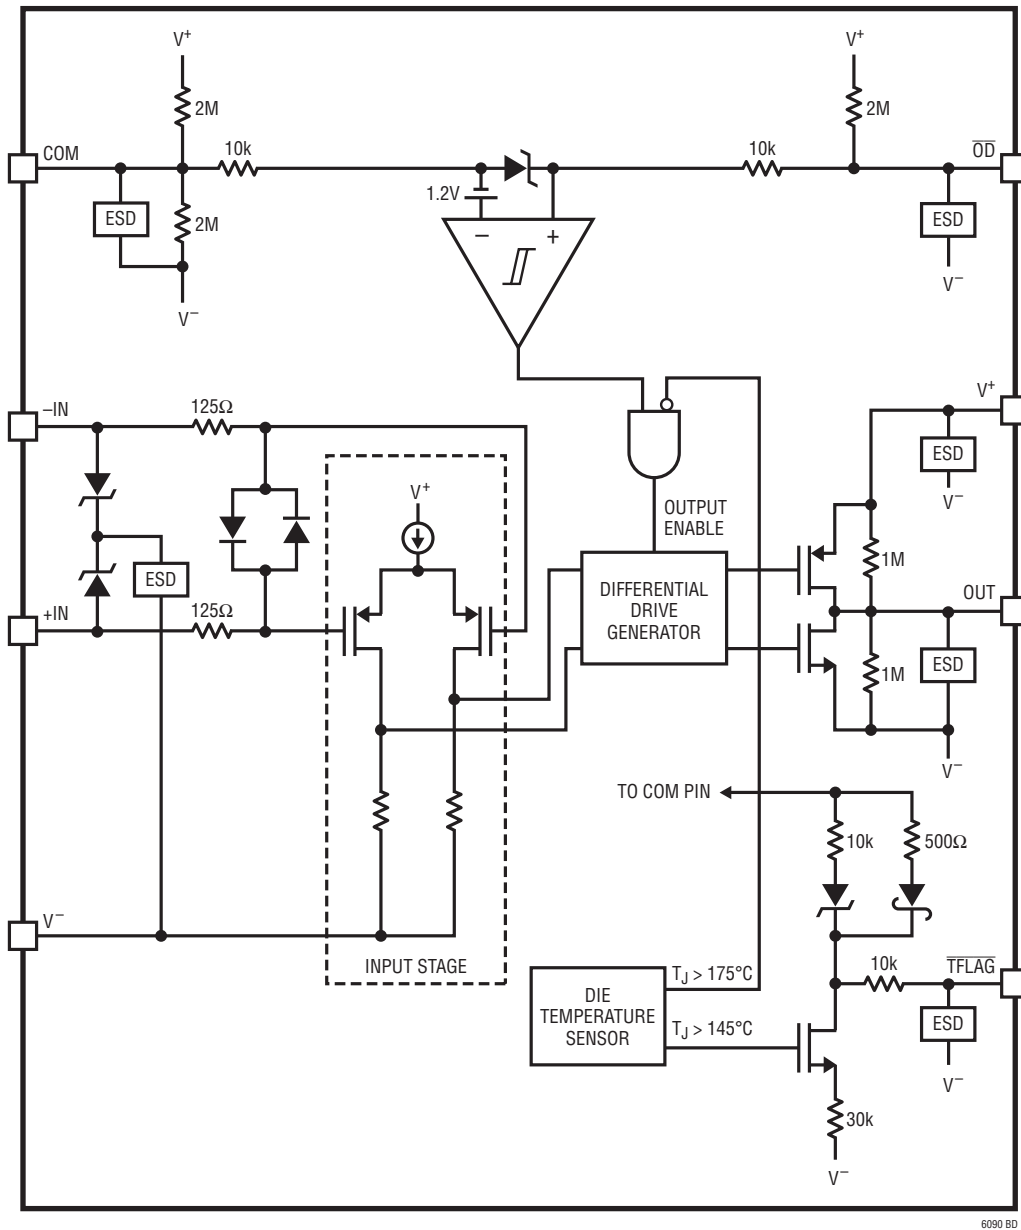 V+
V+
2M
2M
COM
10k
10k
OD
1.2V
ESD
2M
ESD
− +
V−
V−
–IN
125Ω
V+
ESD
V−
V+
OUTPUT
ENABLE
ESD
DIFFERENTIAL
DRIVE
GENERATOR
1M
OUT
+IN
125Ω
ESD
1M
V−
TO COM PIN
10k
500Ω
V−
INPUT STAGE
DIE
TEMPERATURE
SENSOR
TJ > 175°C
TJ > 145°C
10k
TFLAG
ESD
V−
30k
V−
6090 BD